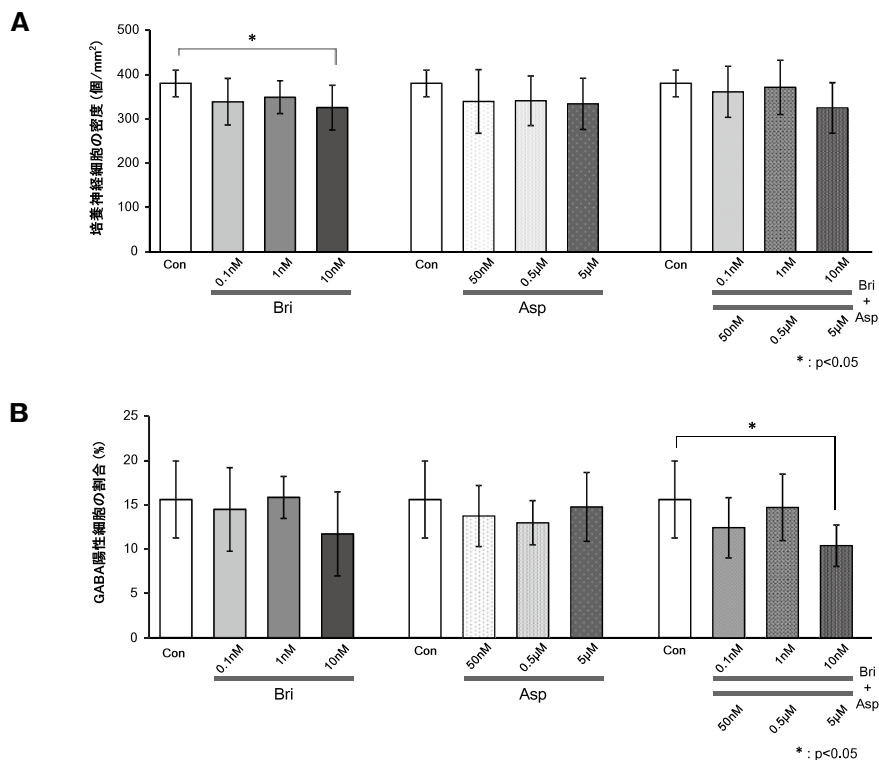 A
培養神経細胞の密度 (個/mm²)
500
400
300
200
100
0
*
Con
0.1nM
1nM
10nM
Bri
Con
50nM
0.5µM
5µM
Asp
Con
0.1nM
1nM
10nM
Bri
+
Asp
50nM
0.5µM
5µM
* : p<0.05
B
GABA陽性細胞の割合 (%)
25
20
15
10
5
0
*
Con
0.1nM
1nM
10nM
Bri
Con
50nM
0.5µM
5µM
Asp
Con
0.1nM
1nM
10nM
Bri
+
Asp
50nM
0.5µM
5µM
* : p<0.05